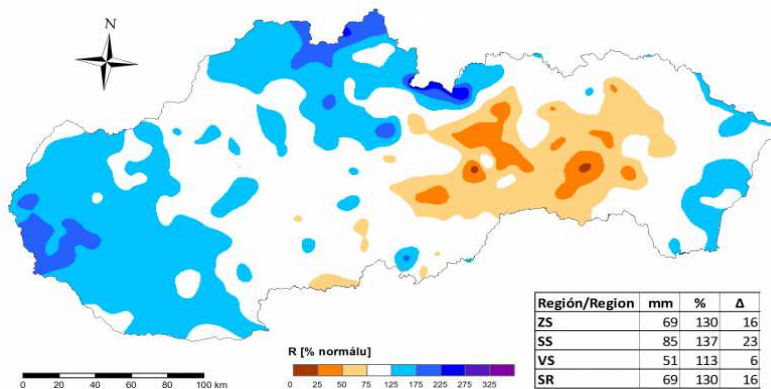 N
Región/Region mm % Δ
ZS 69 130 16
SS 85 137 23
VS 51 113 6
SR 69 130 16
R [% normálu]
0 25 50 75 125 175 225 275 325
0 20 40 60 80 100 km